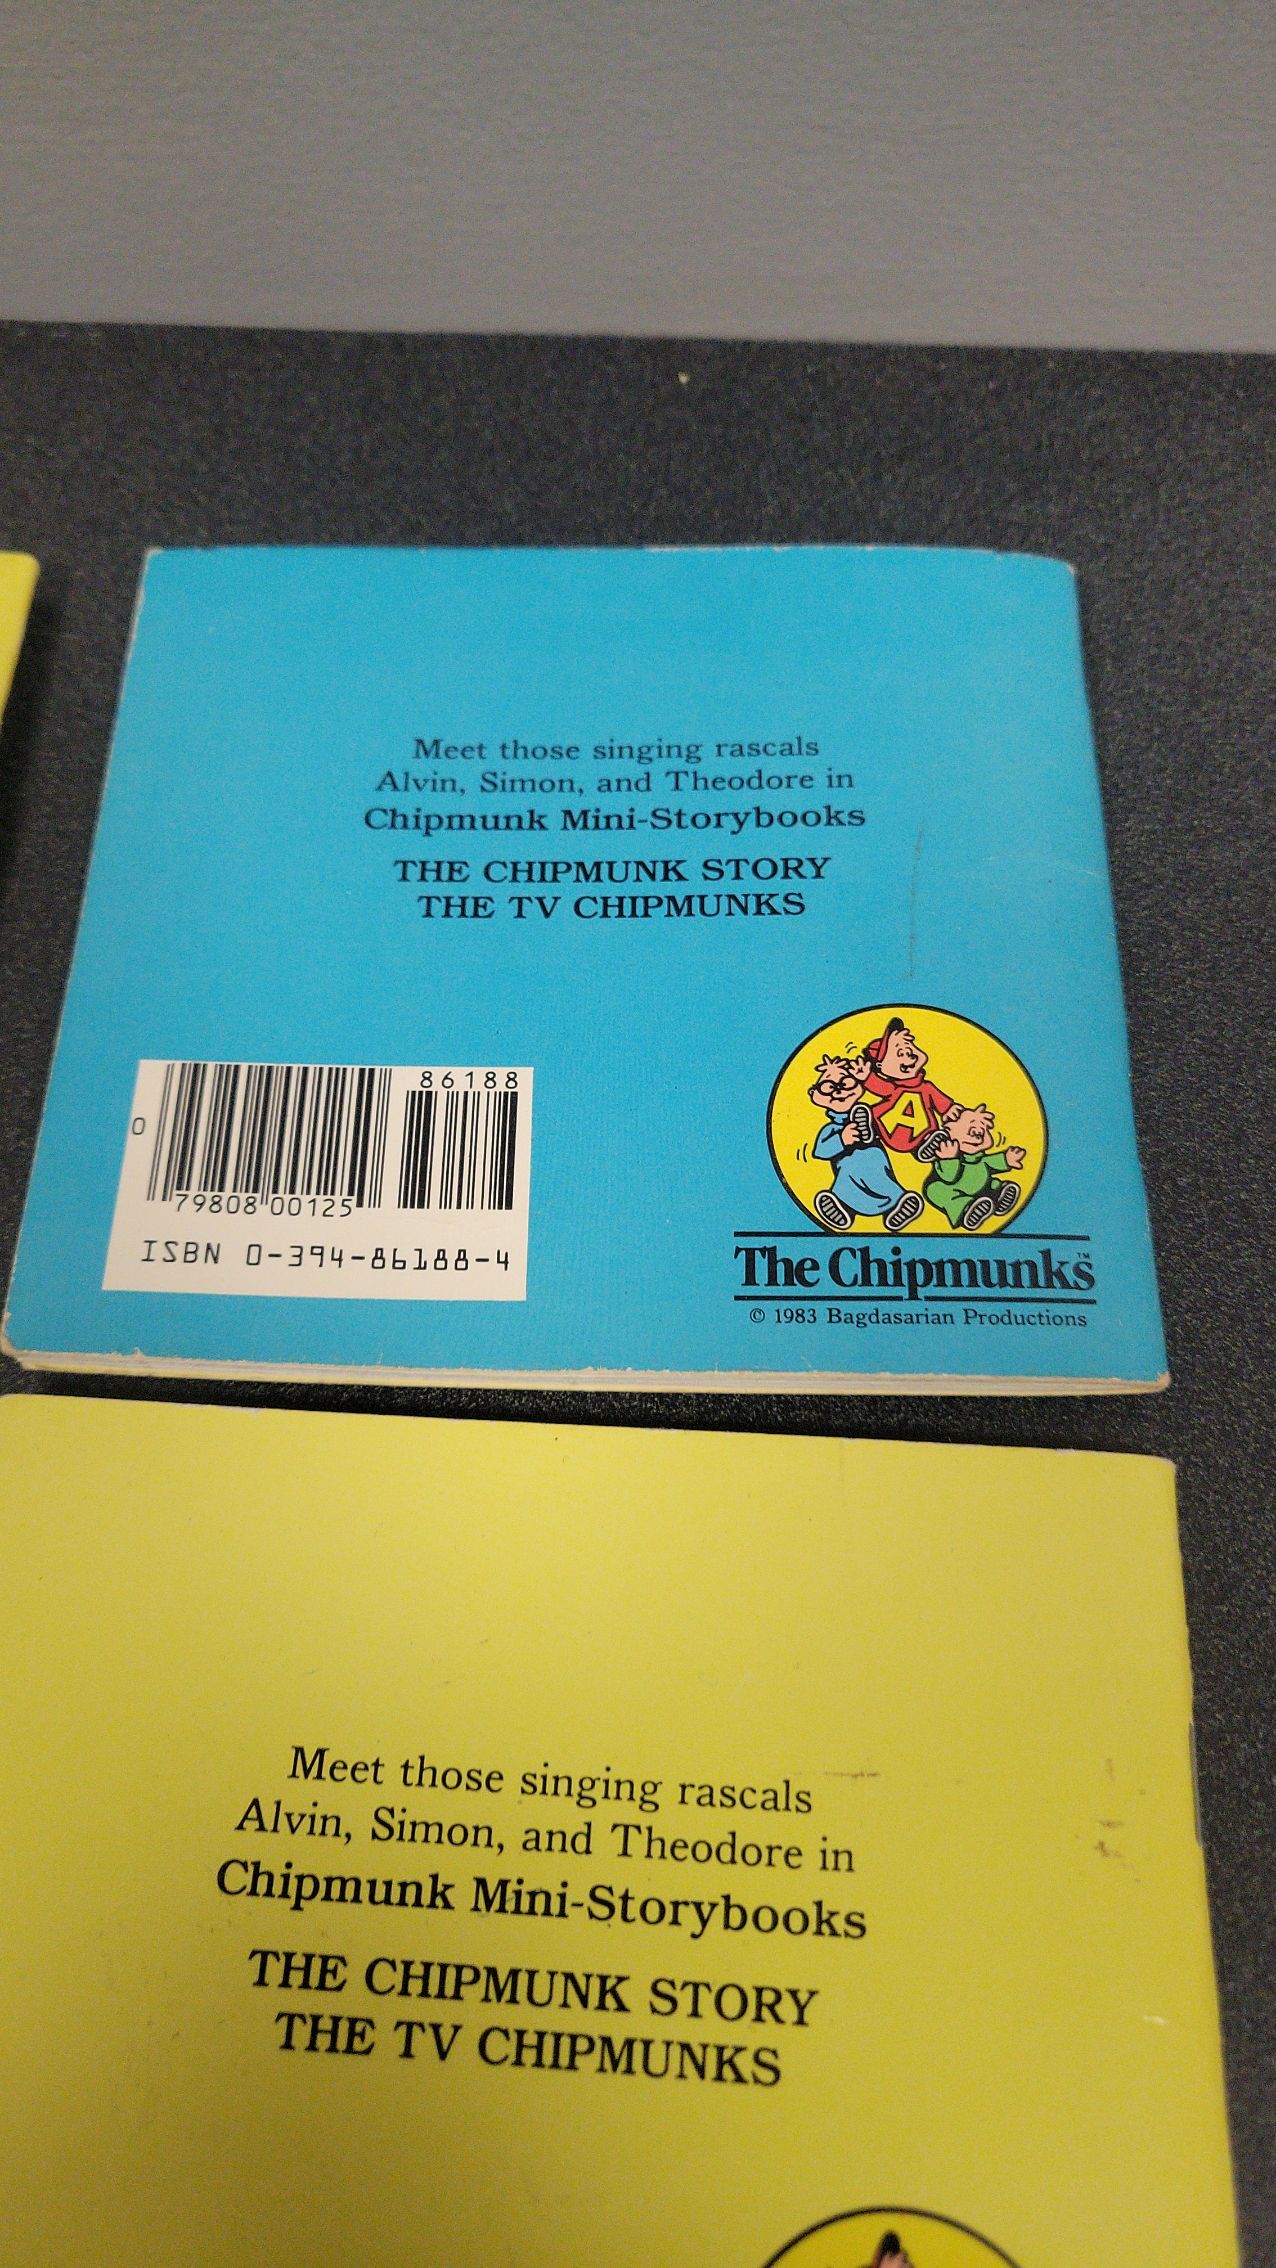 Meet those singing rascals
Alvin, Simon, and Theodore in
Chipmunk Mini-Storybooks
THE CHIPMUNK STORY
THE TV CHIPMUNKS
86188
0
79808 00125
ISBN 0-394-86188-4
A
The Chipmunks™
© 1983 Bagdasarian Productions
Meet those singing rascals
Alvin, Simon, and Theodore in
Chipmunk Mini-Storybooks
THE CHIPMUNK STORY
THE TV CHIPMUNKS